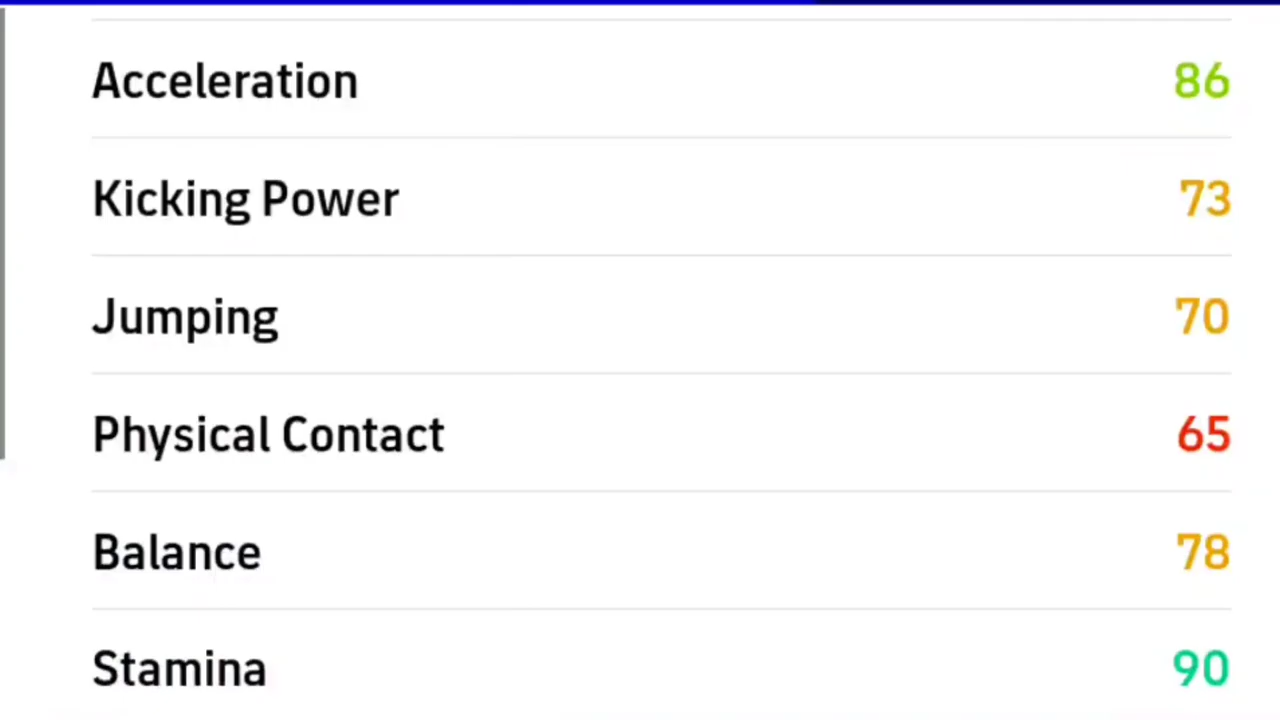 Acceleration 86
Kicking Power 73
Jumping 70
Physical Contact 65
Balance 78
Stamina 90